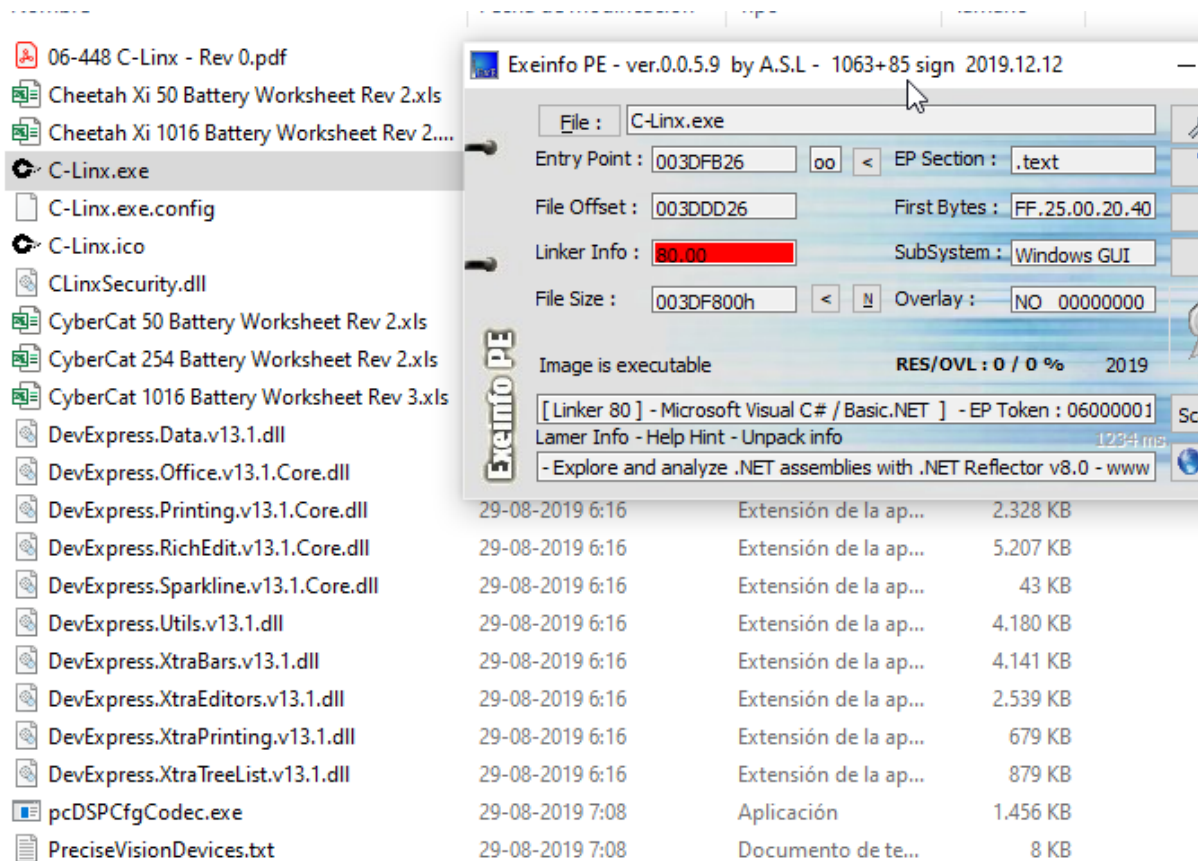 06-448 C-Linx - Rev 0.pdf
Cheetah Xi 50 Battery Worksheet Rev 2.xls
Cheetah Xi 1016 Battery Worksheet Rev 2....
C-Linx.exe
C-Linx.exe.config
C-Linx.ico
CLinxSecurity.dll
CyberCat 50 Battery Worksheet Rev 2.xls
CyberCat 254 Battery Worksheet Rev 2.xls
CyberCat 1016 Battery Worksheet Rev 3.xls
DevExpress.Data.v13.1.dll
DevExpress.Office.v13.1.Core.dll
Exeinfo PE - ver.0.0.5.9 by A.S.L - 1063+85 sign 2019.12.12
File : C-Linx.exe
Entry Point : 003DFB26 oo < EP Section : .text
File Offset : 003DDD26 First Bytes : FF.25.00.20.40
Linker Info : 80.00 SubSystem : Windows GUI
File Size : 003DF800h < N Overlay : NO 00000000
Image is executable RES/OVL : 0 / 0 % 2019
[ Linker 80 ] - Microsoft Visual C# / Basic.NET ] - EP Token : 06000001
Lamer Info - Help Hint - Unpack info 1234 ms.
- Explore and analyze .NET assemblies with .NET Reflector v8.0 - www
Exeinfo PE
DevExpress.Printing.v13.1.Core.dll 29-08-2019 6:16 Extensión de la ap... 2.328 KB
DevExpress.RichEdit.v13.1.Core.dll 29-08-2019 6:16 Extensión de la ap... 5.207 KB
DevExpress.Sparkline.v13.1.Core.dll 29-08-2019 6:16 Extensión de la ap... 43 KB
DevExpress.Utils.v13.1.dll 29-08-2019 6:16 Extensión de la ap... 4.180 KB
DevExpress.XtraBars.v13.1.dll 29-08-2019 6:16 Extensión de la ap... 4.141 KB
DevExpress.XtraEditors.v13.1.dll 29-08-2019 6:16 Extensión de la ap... 2.539 KB
DevExpress.XtraPrinting.v13.1.dll 29-08-2019 6:16 Extensión de la ap... 679 KB
DevExpress.XtraTreeList.v13.1.dll 29-08-2019 6:16 Extensión de la ap... 879 KB
pcDSPCfgCodec.exe 29-08-2019 7:08 Aplicación 1.456 KB
PreciseVisionDevices.txt 29-08-2019 7:08 Documento de te... 8 KB